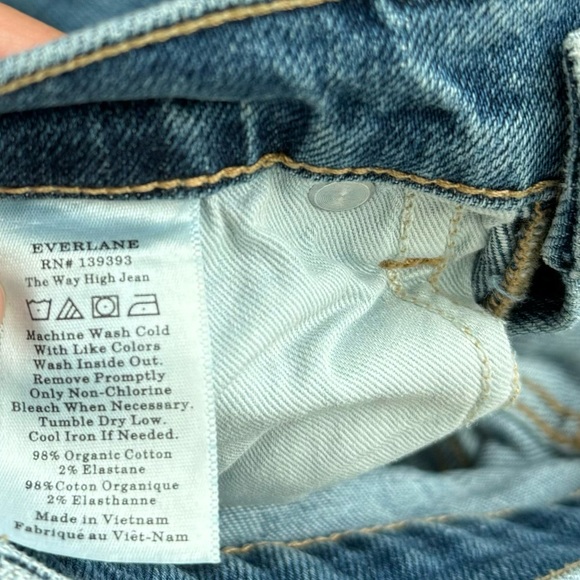 EVERLANE
RN# 139393
The Way High Jean
Machine Wash Cold
With Like Colors
Wash Inside Out.
Remove Promptly
Only Non-Chlorine
Bleach When Necessary.
Tumble Dry Low.
Cool Iron If Needed.
98% Organic Cotton
2% Elastane
98%Coton Organique
2% Elasthanne
Made in Vietnam
Fabriqué au Viêt-Nam